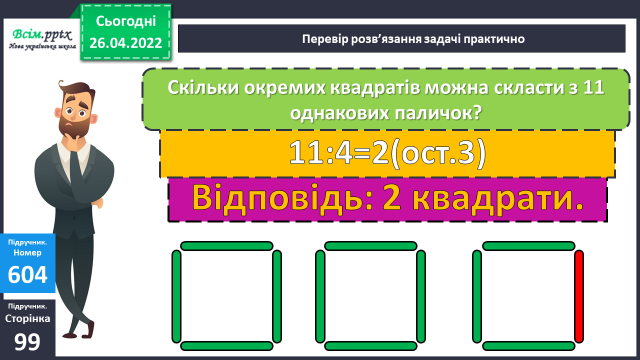 Всім.pptx
Нова українська школа
Сьогодні
26.04.2022
Перевір розв’язання задачі практично
Скільки окремих квадратів можна скласти з 11
однакових паличок?
11:4=2(ост.3)
Відповідь: 2 квадрати.
Підручник.
Номер
604
Підручник.
Сторінка
99